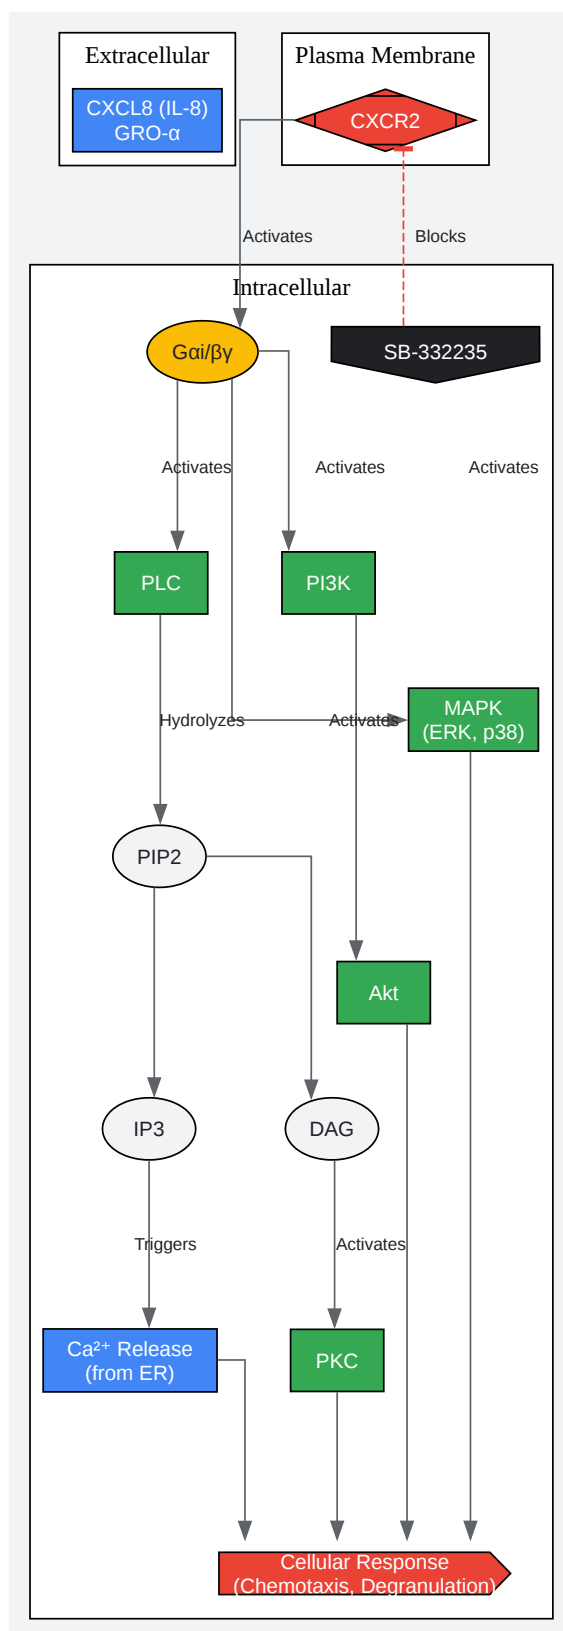 Extracellular
Plasma Membrane
CXCL8 (IL-8)
GRO-α
CXCR2
Activates
Blocks
Intracellular
Gαi/βγ
SB-332235
Activates
Activates
Activates
PLC
PI3K
MAPK
(ERK, p38)
Hydrolyzes
Activates
PIP2
Akt
IP3
DAG
Triggers
Activates
Ca²⁺ Release
(from ER)
PKC
Cellular Response
(Chemotaxis, Degranulation)